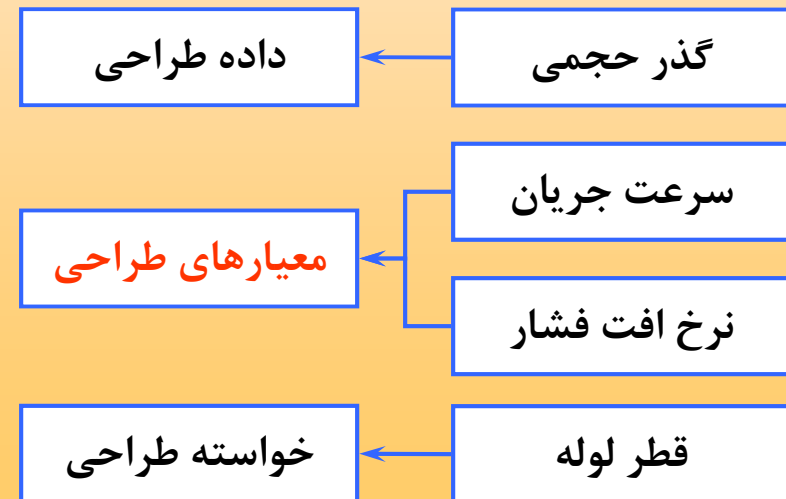 گذر حجمی
داده طراحی
سرعت جریان
معیارهای طراحی
نرخ افت فشار
قطر لوله
خواسته طراحی